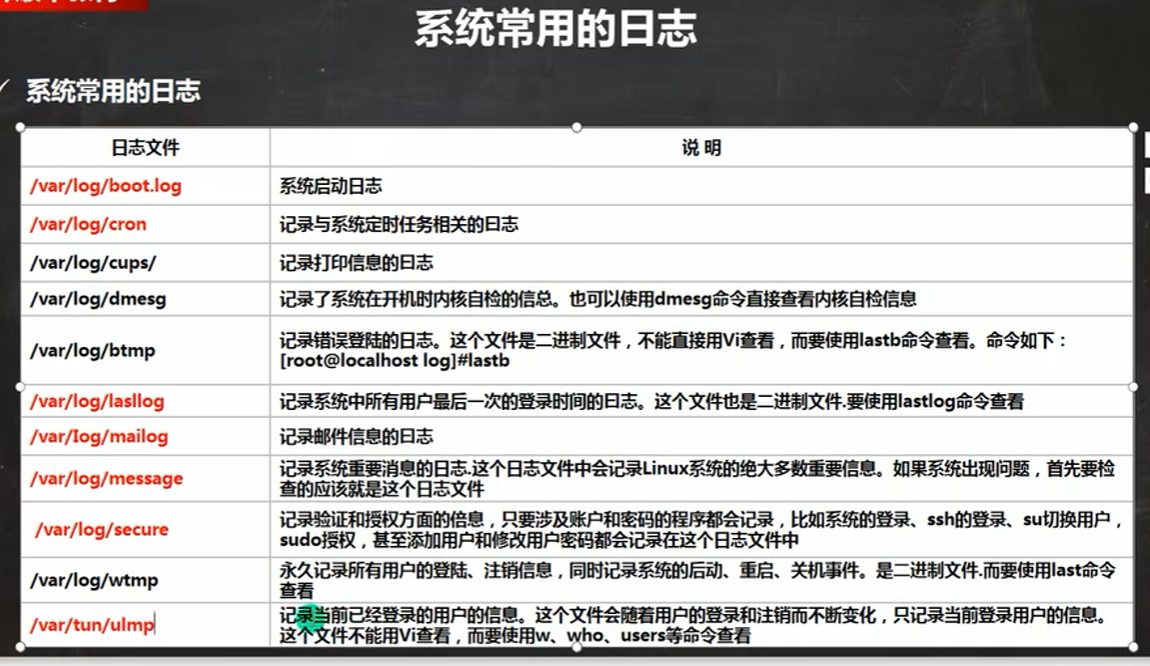 系统常用的日志
系统常用的日志
日志文件
说 明
/var/log/boot.log
系统启动日志
/var/log/cron
记录与系统定时任务相关的曰志
/var/log/cups/
记录打印信息的曰志
/var/log/dmesg
记录了系统在开机时内核自检的信总。也可以使用dmesg命令直接查看内核自检信息
/var/log/btmp
记录错误登陆的日志。这个文件是二进制文件，不能直接用Vi查看，而要使用lastb命令查看。命令如下：
[root@localhost log]#lastb
/var/log/lasllog
记录系统中所有用户最后一次的登录时间的曰志。这个文件也是二进制文件.要使用lastlog命令查看
/var/Iog/mailog
记录邮件信息的曰志
/var/log/message
记录系统重要消息的曰志.这个日志文件中会记录Linux系统的绝大多数重要信息。如果系统出现问题，首先要检
查的应该就是这个日志文件
/var/log/secure
记录验证和授权方面的倍息，只要涉及账户和密码的程序都会记录，比如系统的登录、ssh的登录、su切换用户，
sudo授权，甚至添加用户和修改用户密码都会记录在这个日志文件中
/var/log/wtmp
永久记录所有用户的登陆、注销信息，同时记录系统的后动、重启、关机事件。是二进制文件.而要使用last命令
查看
/var/tun/ulmp
记录当前已经登录的用户的信息。这个文件会随着用户的登录和注销而不断变化，只记录当前登录用户的信息。
这个文件不能用Vi查看，而要使用w、who、users等命令查看